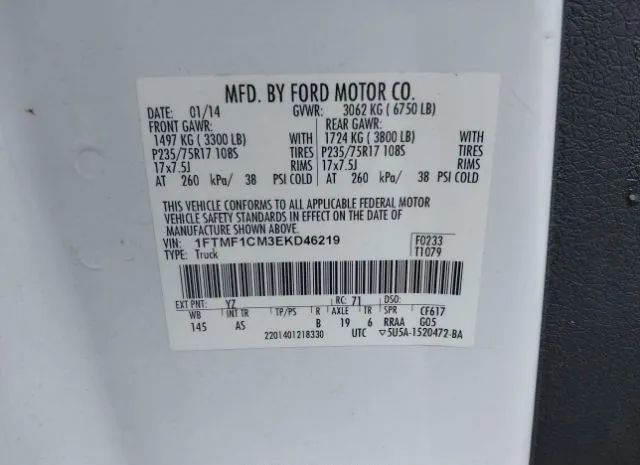 MFD. BY FORD MOTOR CO.
DATE: 01/14 GVWR: 3062 KG ( 6750 LB)
FRONT GAWR: REAR GAWR:
1497 KG ( 3300 LB) WITH 1724 KG ( 3800 LB) WITH
P235/75R17 108S TIRES P235/75R17 108S TIRES
17x7.5J RIMS 17x7.5J RIMS
AT 260 kPa/ 38 PSI COLD AT 260 kPa/ 38 PSI COLD
THIS VEHICLE CONFORMS TO ALL APPLICABLE FEDERAL MOTOR
VEHICLE SAFETY STANDARDS IN EFFECT ON THE DATE OF
MANUFACTURE SHOWN ABOVE.
VIN: 1FTMF1CM3EKD46219 F0233
TYPE: Truck T1079
EXT PNT: YZ RC: 71 DSO:
WB INT TR TP/PS R AXLE TR SPR CF617
145 AS B 19 6 RRAA G05
2201401218330 UTC ▽5U5A-1520472-BA